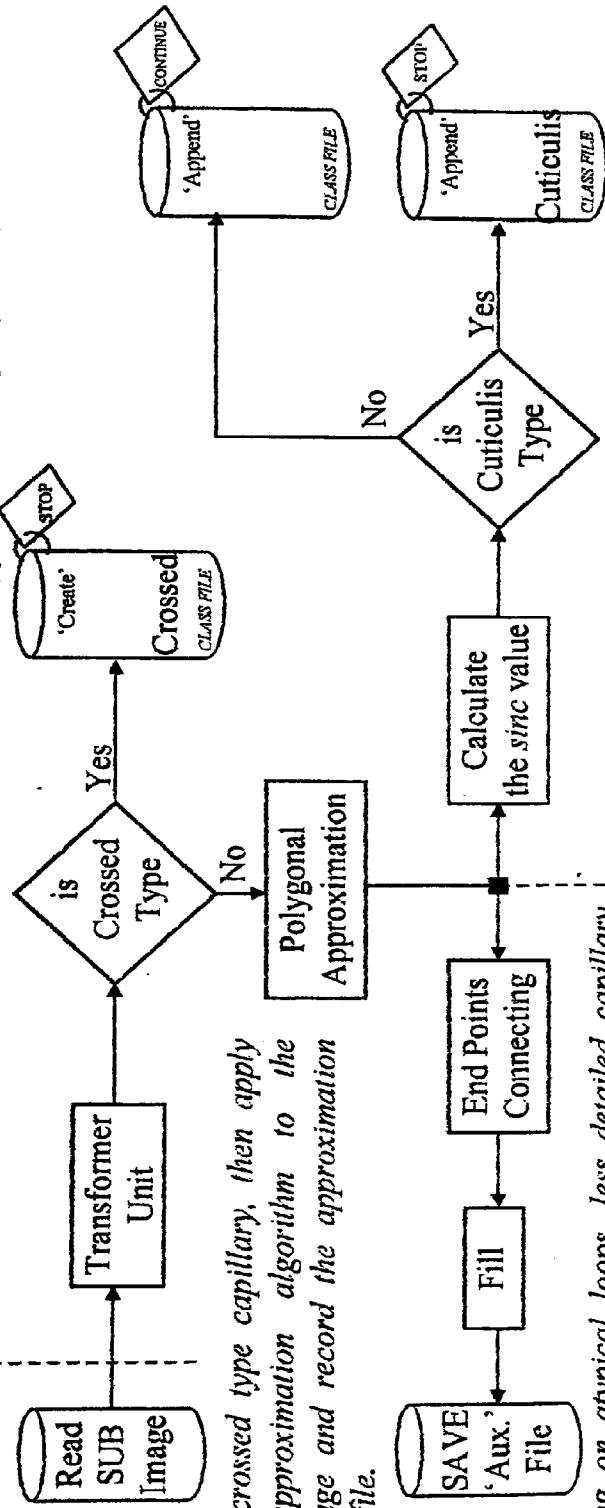 Read
SUB
Image
Transformer
Unit
is
Crossed
Type
Yes
No
'Create'
Crossed
CLASS FILE
STOP
crossed type capillary, then apply
approximation algorithm to the
ge and record the approximation
file.
Polygonal
Approximation
SAVE
'Aux.'
File
Fill
End Points
Connecting
Calculate
the sinc value
is
Cuticulis
Type
No
Yes
'Append'
CLASS FILE
CONTINUE
'Append'
Cuticulis
CLASS FILE
STOP
on atypical loops, less detailed capillary